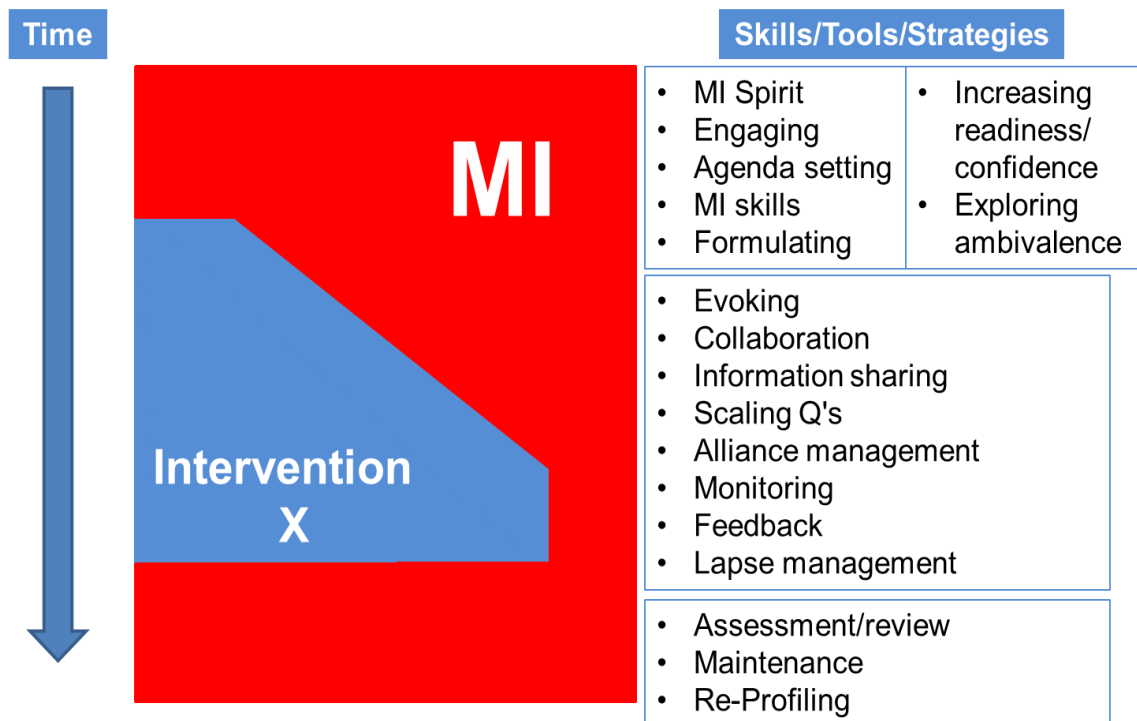 Time
Skills/Tools/Strategies
MI
Intervention
X
• MI Spirit
• Engaging
• Agenda setting
• MI skills
• Formulating
• Increasing
readiness/
confidence
• Exploring
ambivalence
• Evoking
• Collaboration
• Information sharing
• Scaling Q's
• Alliance management
• Monitoring
• Feedback
• Lapse management
• Assessment/review
• Maintenance
• Re-Profiling